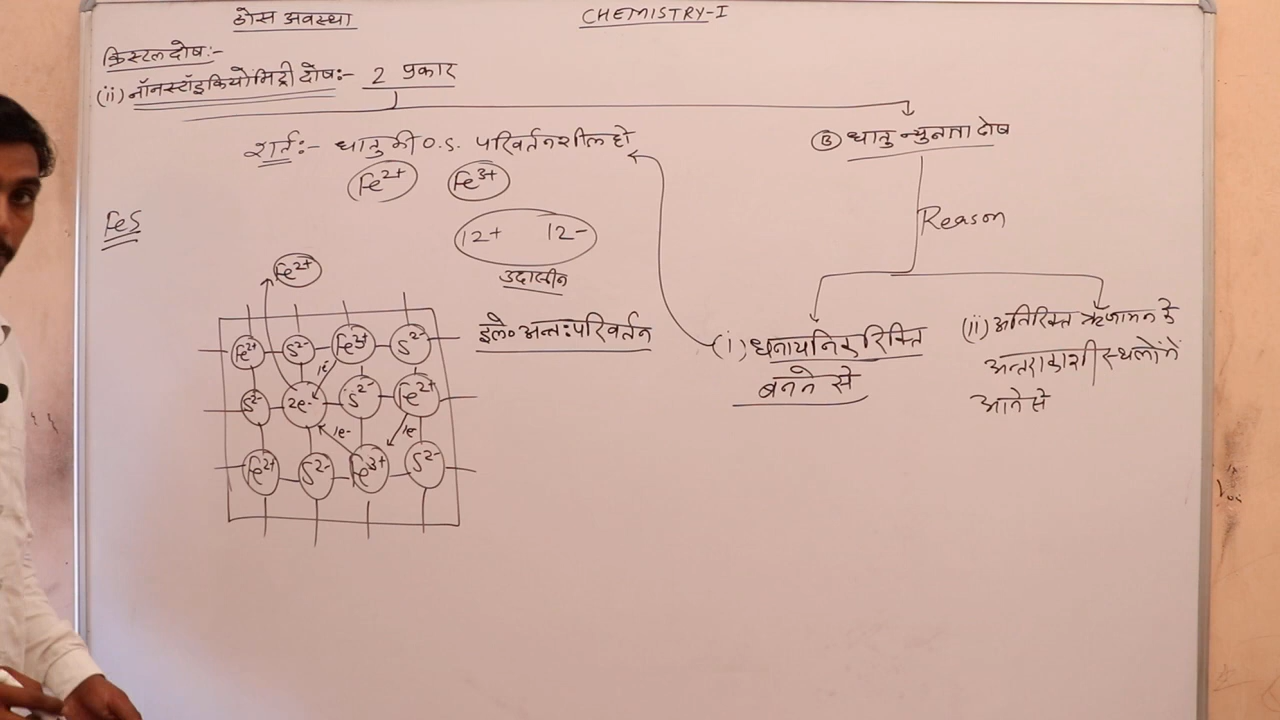 ठोस अवस्था
CHEMISTRY-I
क्रिस्टल दोष:-
(ii) नॉनस्टॉइकियोमिट्री दोष:- 2 प्रकार
शर्त:- धातु की O.S. परिवर्तनशील हो
(B) धातु न्युनता दोष
Fe2+ Fe3+
FeS
Reason
12+ 12-
उदासीन
Fe2+
इले॰ अन्त:परिवर्तन
(i) धनायनिए रिक्ति
बनने से
(ii) अतिरिक्त ऋणायन के
अन्तराकाशी स्थलों में
आने से
Fe2+ S2- Fe3+ S2-
1e-
S2- 2e- S2- Fe2+
1e- 1e-
Fe2+ S2- Fe3+ S2-